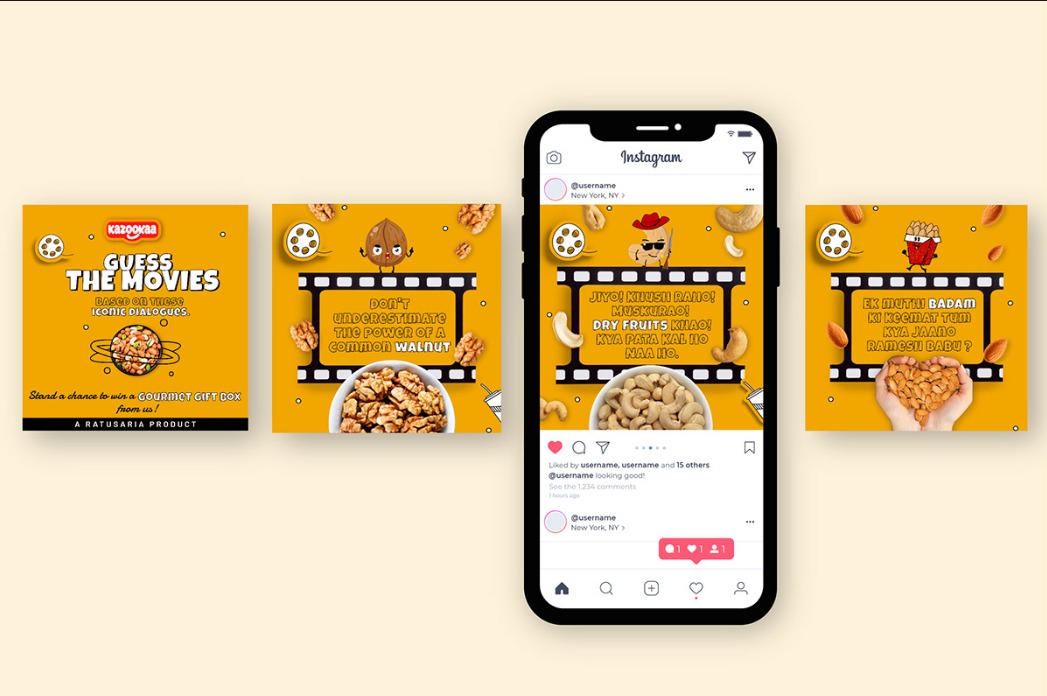 KAZOOKAA
GUESS
THE MOVIES
BASED ON THESE
ICONIC DIALOGUES.
Stand a chance to win a GOURMET GIFT BOX
from us !
A RATUSARIA PRODUCT
DON'T
UNDERESTIMATE
THE POWER OF A
COMMON WALNUT
Instagram
@username
New York, NY >
JIYO! KHUSH RAHO!
MUSKURAO!
DRY FRUITS KHAO!
KYA PATA KAL HO
NAA HO.
Liked by username, username and 15 others
@username looking good!
See the 1,234 comments
3 hours ago
@username
New York, NY >
1 1 1
EK MUTHI BADAM
KI KEEMAT TUM
KYA JAANO
RAMESH BABU ?